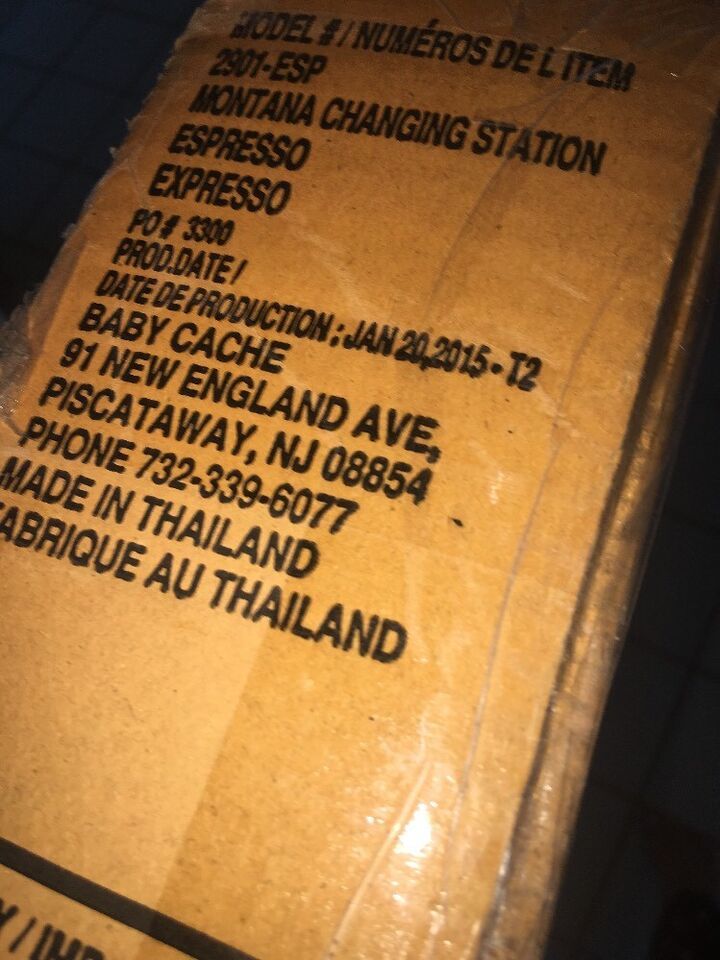 MODEL # / NUMÉROS DE L ITEM
2901-ESP
MONTANA CHANGING STATION
ESPRESSO
EXPRESSO
PO # 3300
PROD.DATE /
DATE DE PRODUCTION : JAN 20,2015 - T2
BABY CACHE
91 NEW ENGLAND AVE,
PISCATAWAY, NJ 08854
PHONE 732-339-6077
MADE IN THAILAND
FABRIQUE AU THAILAND